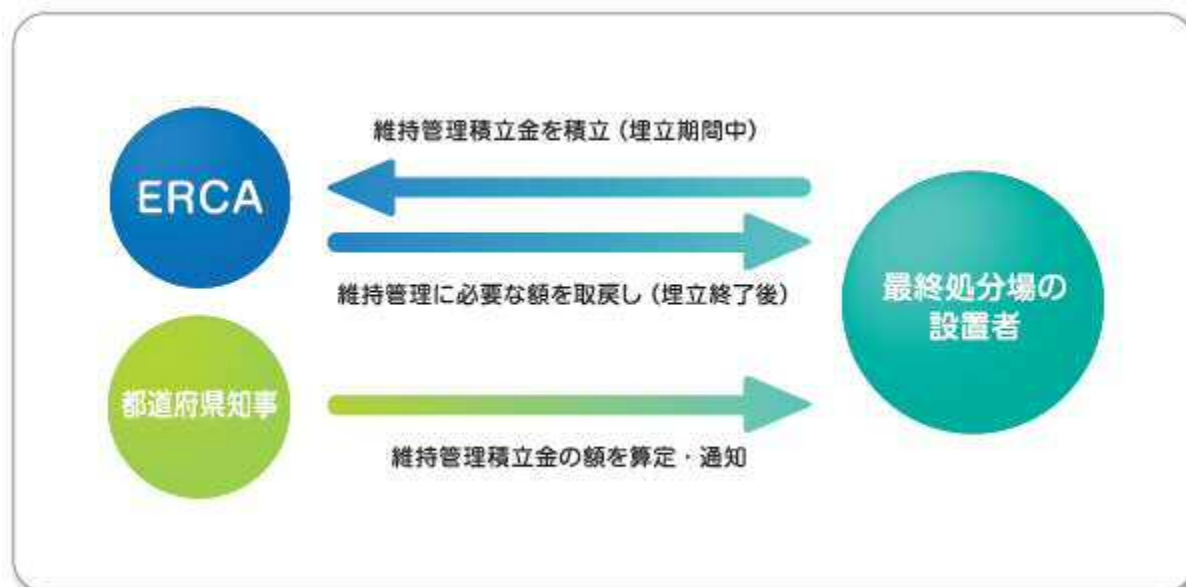 維持管理積立金を積立（埋立期間中）
ERCA
維持管理に必要な額を取戻し（埋立終了後）
最終処分場の
設置者
都道府県知事
維持管理積立金の額を算定・通知